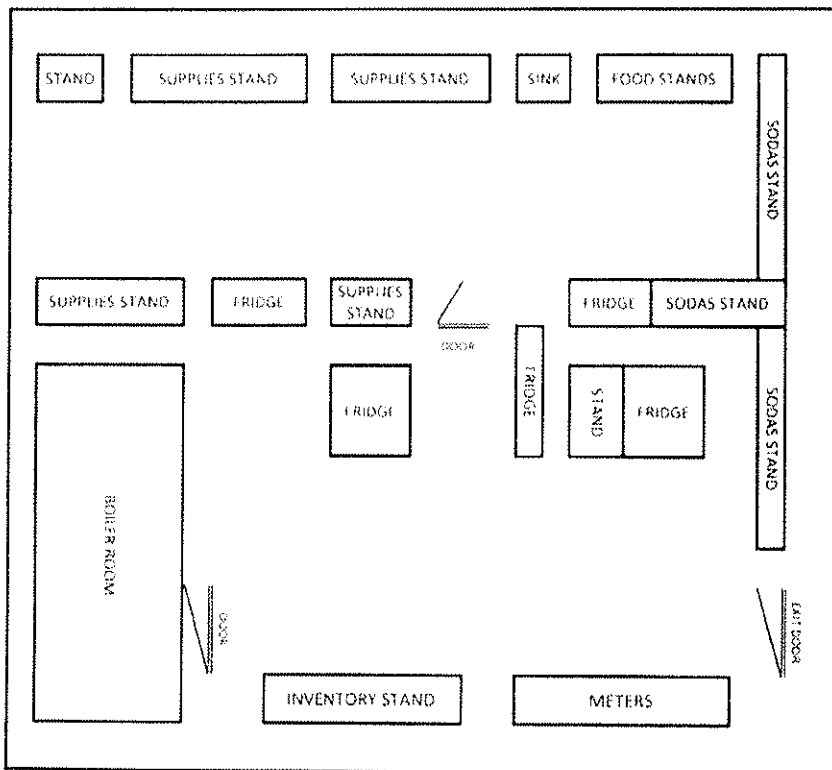 STAND
SUPPLIES STAND
SUPPLIES STAND
SINK
FOOD STANDS
SODAS STAND
SUPPLIES STAND
FRIDGE
SUPPLIES
STAND
DOOR
FRIDGE
SODAS STAND
FRIDGE
FRIDGE
STAND
FRIDGE
SODAS STAND
BOILER ROOM
DOOR
EXIT DOOR
INVENTORY STAND
METERS